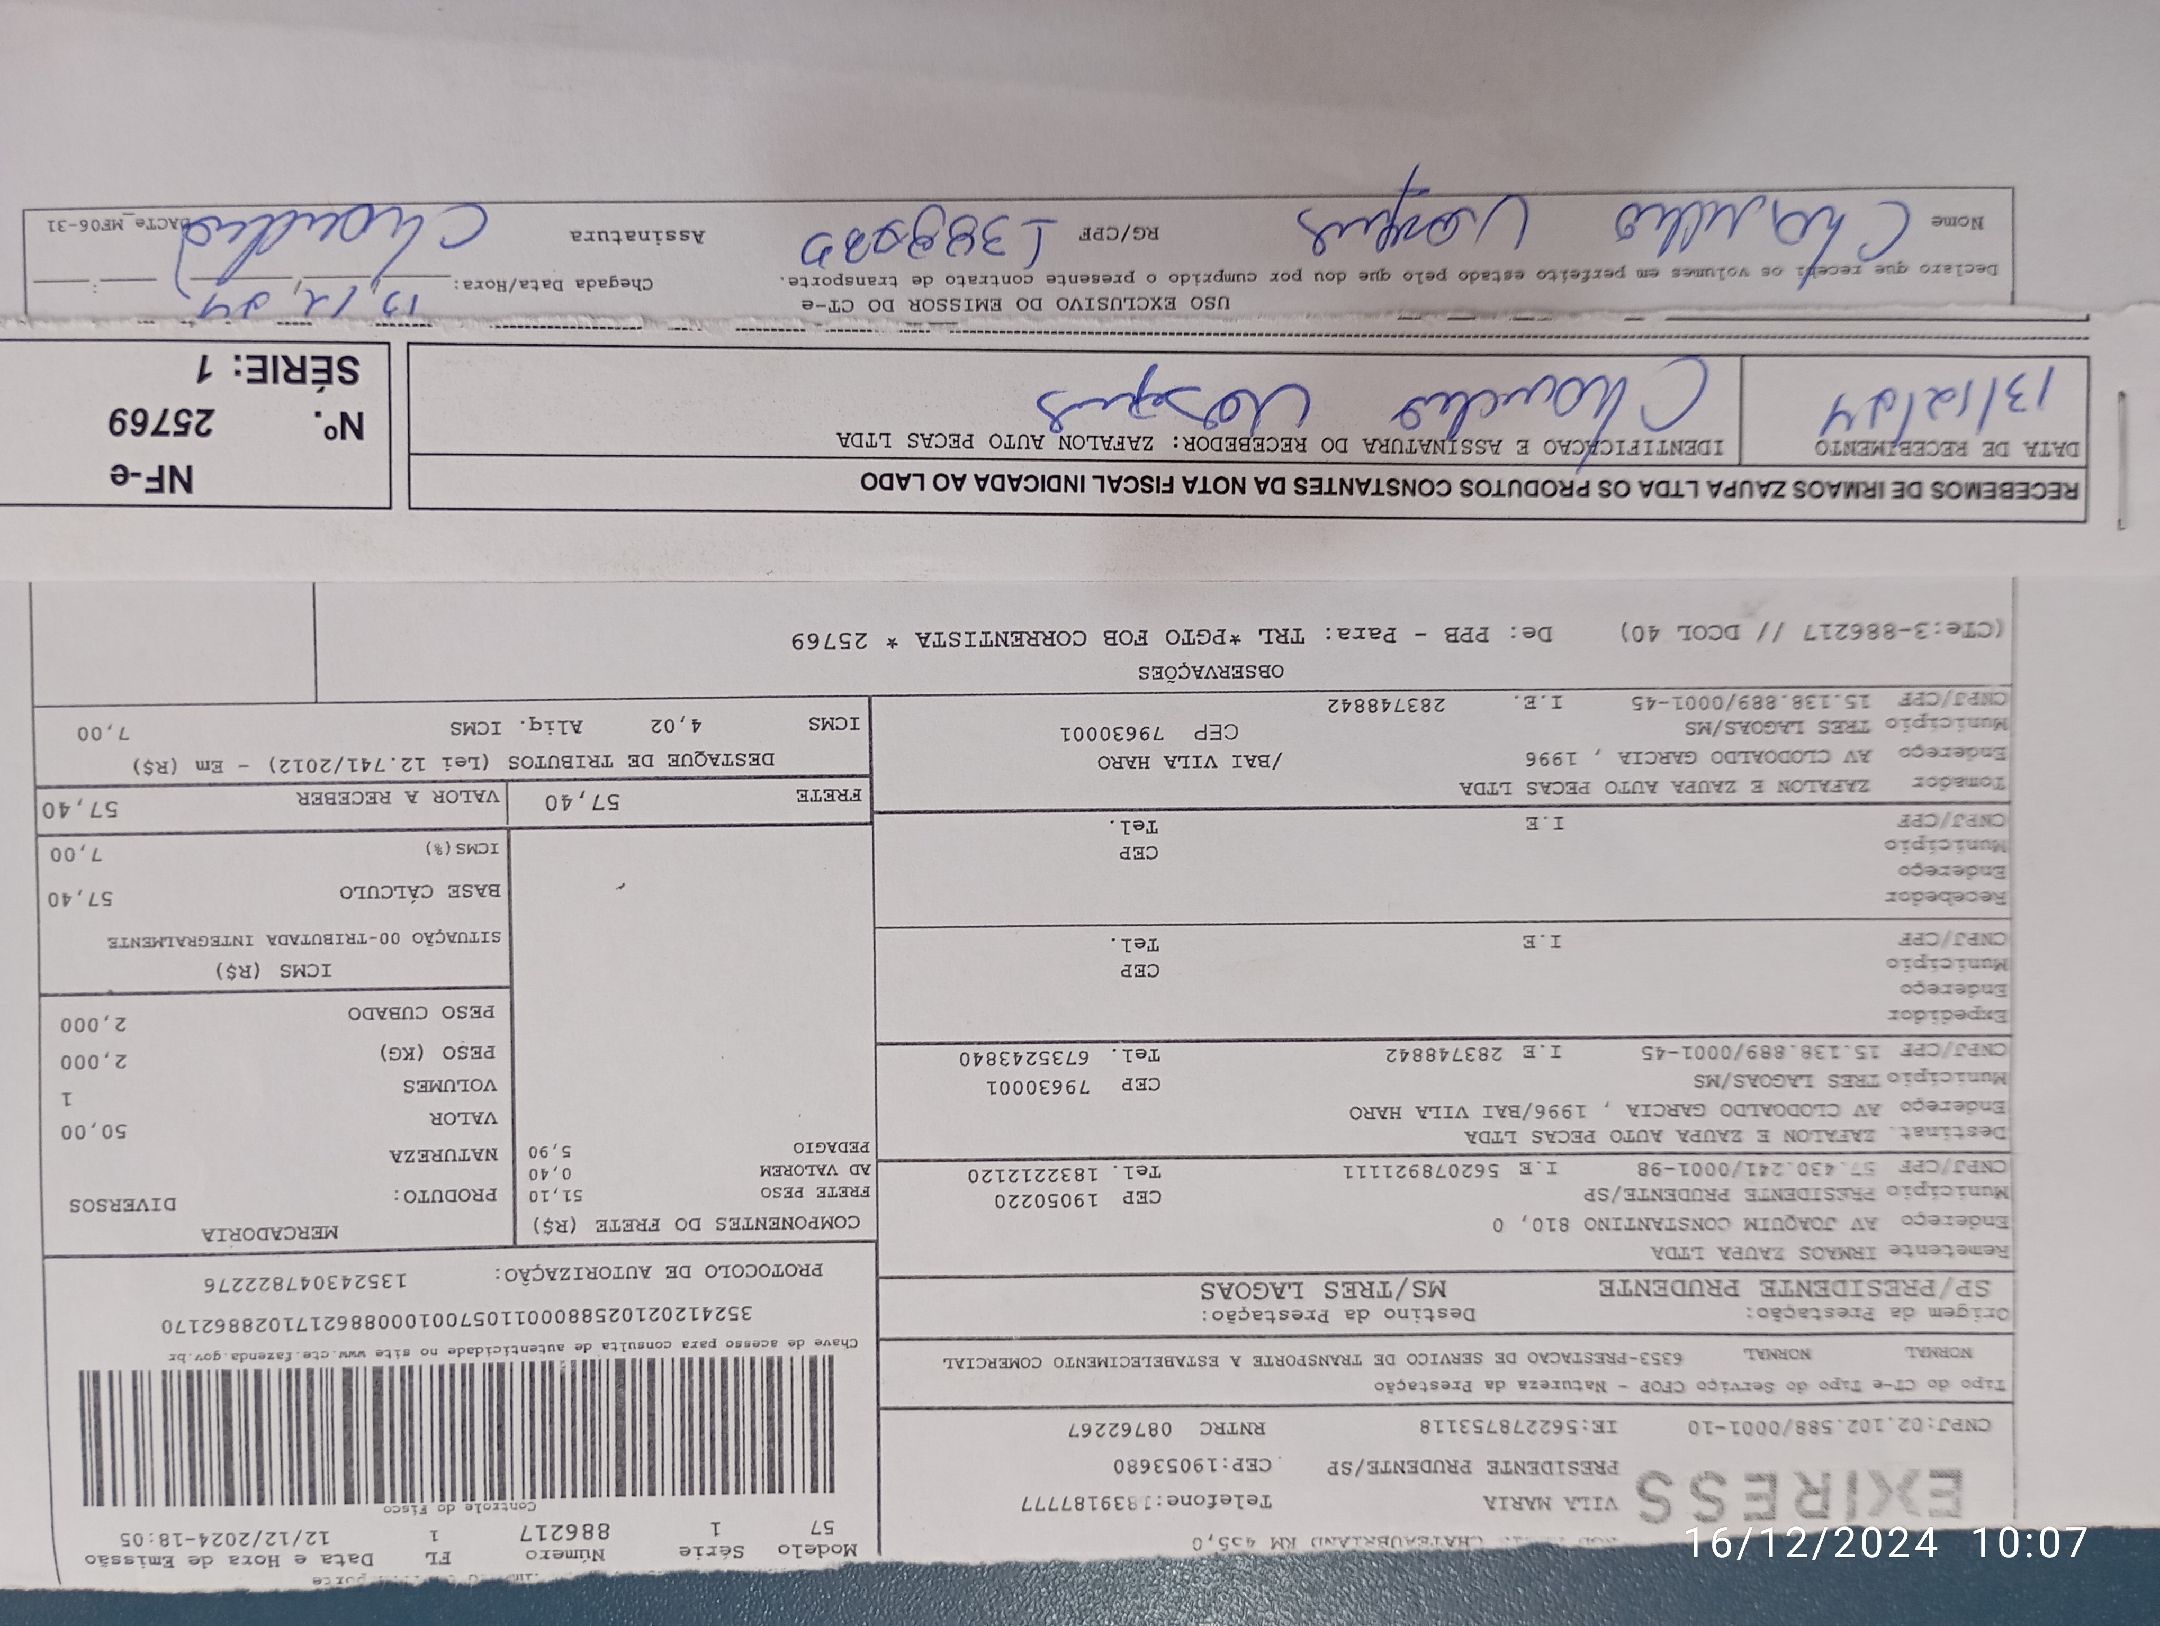 Modelo Série Número FL Data e Hora de Emissão
57 1 886217 1 12/12/2024-18:05
Controle do Fisco
Chave de acesso para consulta de autenticidade no site www.cte.fazenda.gov.br
35241202102588000110570010008862171028862170
PROTOCOLO DE AUTORIZAÇÃO: 135243047822276
CHATEAUBRIAND KM 455,0
EXPRESS
VILA MARIA Telefone:1839187777
PRESIDENTE PRUDENTE/SP CEP:19053680
CNPJ:02.102.588/0001-10 IE:562278753118 RNTRC 08762267
Tipo do CT-e Tipo do Serviço CFOP - Natureza da Prestação
NORMAL NORMAL 6353-PRESTACAO DE SERVICO DE TRANSPORTE A ESTABELECIMENTO COMERCIAL
Origem da Prestação: Destino da Prestação:
SP/PRESIDENTE PRUDENTE MS/TRES LAGOAS
Remetente IRMAOS ZAUPA LTDA
Endereço AV JOAQUIM CONSTANTINO 810, 0
Município PRESIDENTE PRUDENTE/SP CEP 19050220
CNPJ/CPF 57.430.241/0001-98 I.E 562078921111 Tel. 1832212120
Destinat. ZAFALON E ZAUPA AUTO PECAS LTDA
Endereço AV CLODOALDO GARCIA , 1996/BAI VILA HARO
Município TRES LAGOAS/MS CEP 79630001
CNPJ/CPF 15.138.889/0001-45 I.E 283748842 Tel. 6735243840
Expedidor
Endereço
Município CEP
CNPJ/CPF I.E Tel.
Recebedor
Endereço
Município CEP
CNPJ/CPF I.E Tel.
Tomador ZAFALON E ZAUPA AUTO PECAS LTDA
Endereço AV CLODOALDO GARCIA , 1996 /BAI VILA HARO
Município TRES LAGOAS/MS CEP 79630001
CNPJ/CPF 15.138.889/0001-45 I.E. 283748842
COMPONENTES DO FRETE (R$)
FRETE PESO 51,10
AD VALOREM 0,40
PEDAGIO 5,90
MERCADORIA
PRODUTO: DIVERSOS
NATUREZA
VALOR 50,00
VOLUMES 1
PESO (KG) 2,000
PESO CUBADO 2,000
ICMS (R$)
SITUAÇÃO 00-TRIBUTADA INTEGRALMENTE
BASE CÁLCULO 57,40
ICMS(%) 7,00
FRETE 57,40 VALOR A RECEBER 57,40
DESTAQUE DE TRIBUTOS (Lei 12.741/2012) - Em (R$)
ICMS 4,02 Aliq. ICMS 7,00
OBSERVAÇÕES
(CTe:3-886217 // DCOL 40) De: PPB - Para: TRL *PGTO FOB CORRENTISTA * 25769
RECEBEMOS DE IRMAOS ZAUPA LTDA OS PRODUTOS CONSTANTES DA NOTA FISCAL INDICADA AO LADO
DATA DE RECEBIMENTO IDENTIFICAÇAO E ASSINATURA DO RECEBEDOR: ZAFALON AUTO PECAS LTDA
13/12/24
NF-e
Nº. 25769
SÉRIE: 1
USO EXCLUSIVO DO EMISSOR DO CT-e
Declaro que recebi os volumes em perfeito estado pelo que dou por cumprido o presente contrato de transporte.
Chegada Data/Hora: 13/12/24
Nome RG/CPF Assinatura
DACTe_MF06-31
16/12/2024 10:07